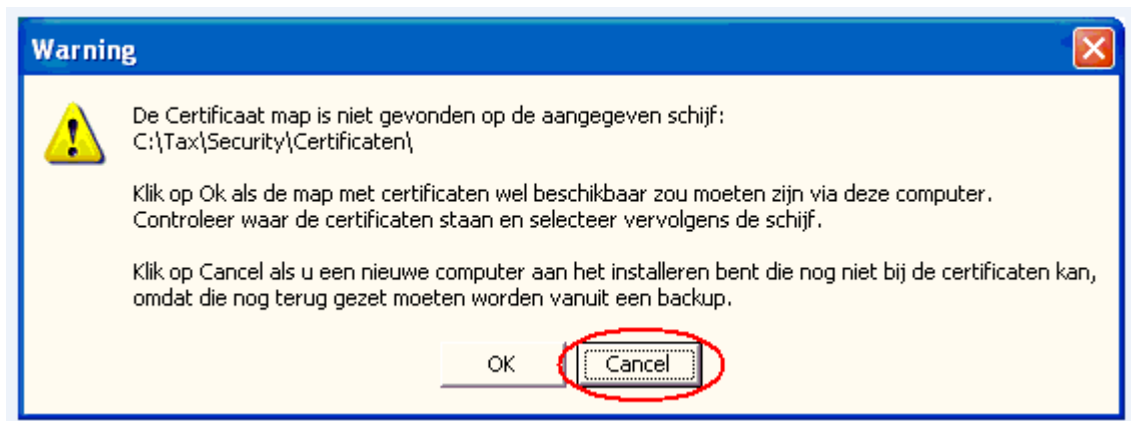 Warning
De Certificaat map is niet gevonden op de aangegeven schijf:
C:\Tax\Security\Certificaten\
Klik op Ok als de map met certificaten wel beschikbaar zou moeten zijn via deze computer.
Controleer waar de certificaten staan en selecteer vervolgens de schijf.
Klik op Cancel als u een nieuwe computer aan het installeren bent die nog niet bij de certificaten kan,
omdat die nog terug gezet moeten worden vanuit een backup.
OK Cancel